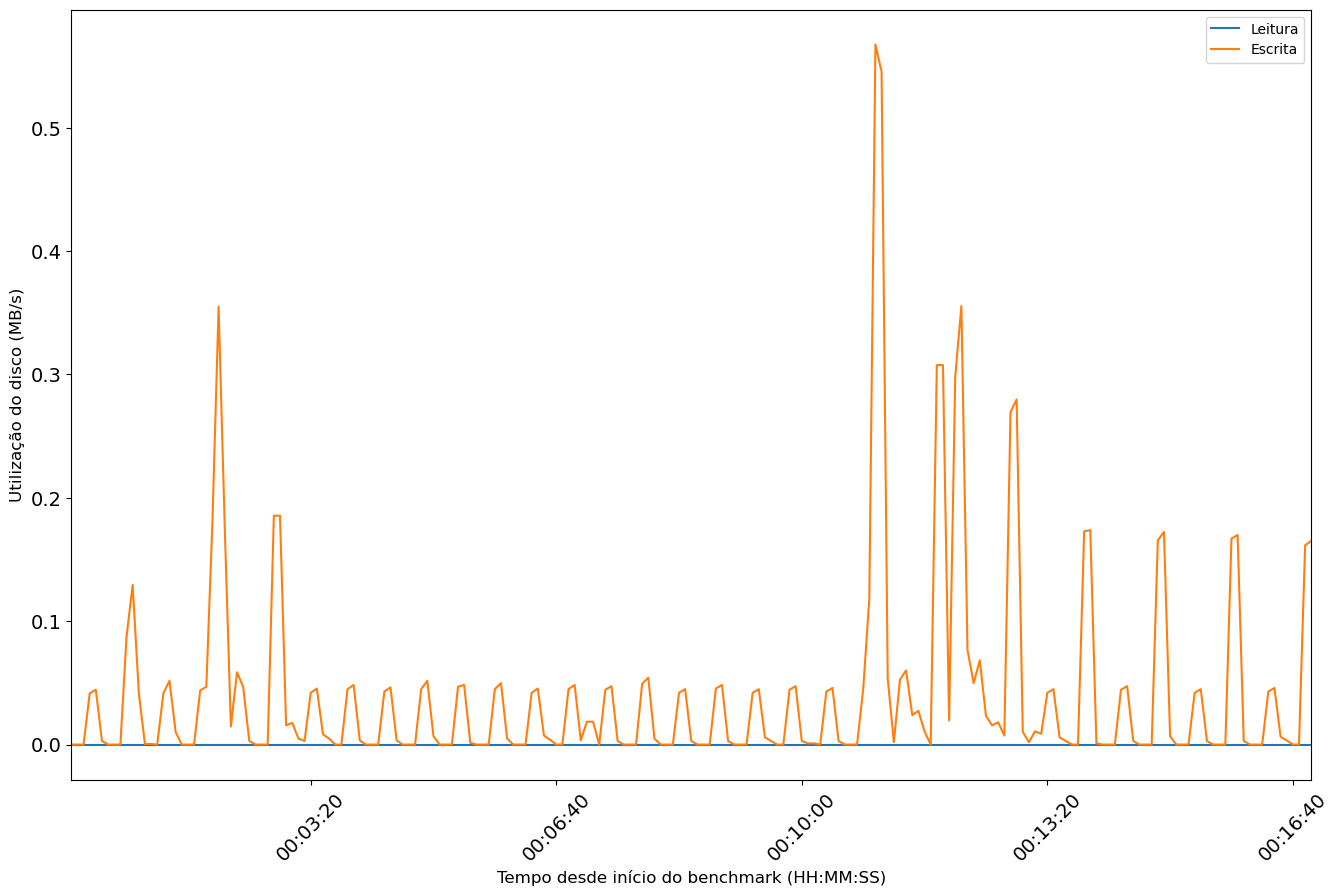 Leitura
Escrita
Utilização do disco (MB/s)
0.5
0.4
0.3
0.2
0.1
0.0
00:03:20
00:06:40
00:10:00
00:13:20
00:16:40
Tempo desde início do benchmark (HH:MM:SS)